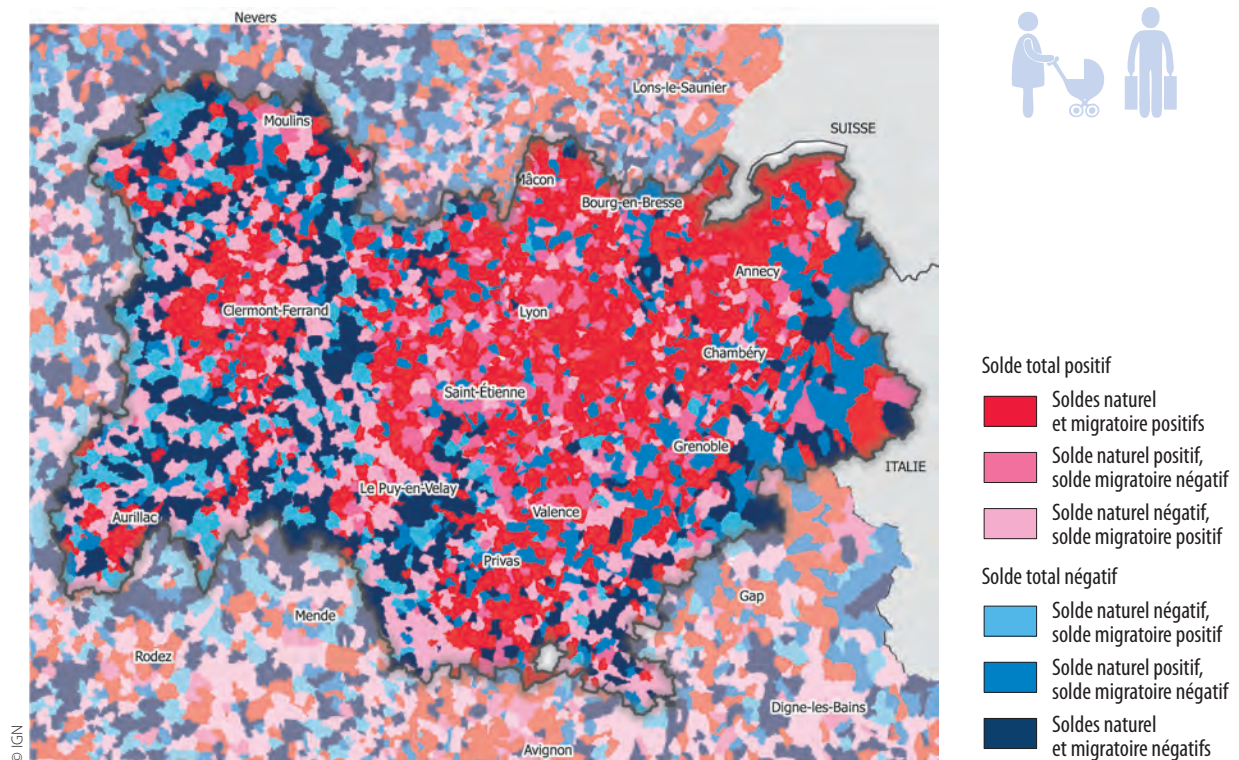 Nevers
Lons-le-Saunier
Moulins
SUISSE
Mâcon
Bourg-en-Bresse
Annecy
Clermont-Ferrand
Lyon
Chambéry
Saint-Étienne
Grenoble
ITALIE
Le Puy-en-Velay
Aurillac
Valence
Privas
Gap
Mende
Rodez
Digne-les-Bains
Avignon
© IGN
Solde total positif
Soldes naturel
et migratoire positifs
Solde naturel positif,
solde migratoire négatif
Solde naturel négatif,
solde migratoire positif
Solde total négatif
Solde naturel négatif,
solde migratoire positif
Solde naturel positif,
solde migratoire négatif
Soldes naturel
et migratoire négatifs